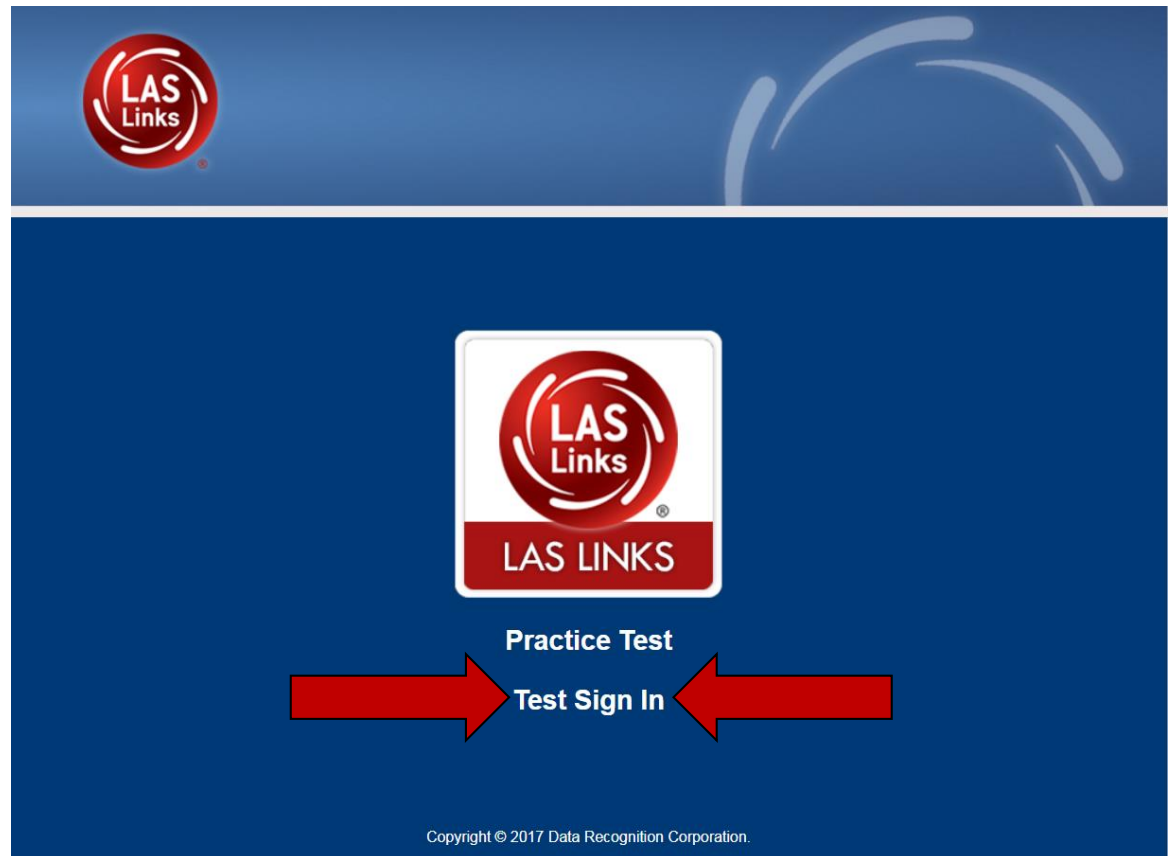 LAS
Links
®
LAS
Links
®
LAS LINKS
Practice Test
Test Sign In
Copyright © 2017 Data Recognition Corporation.